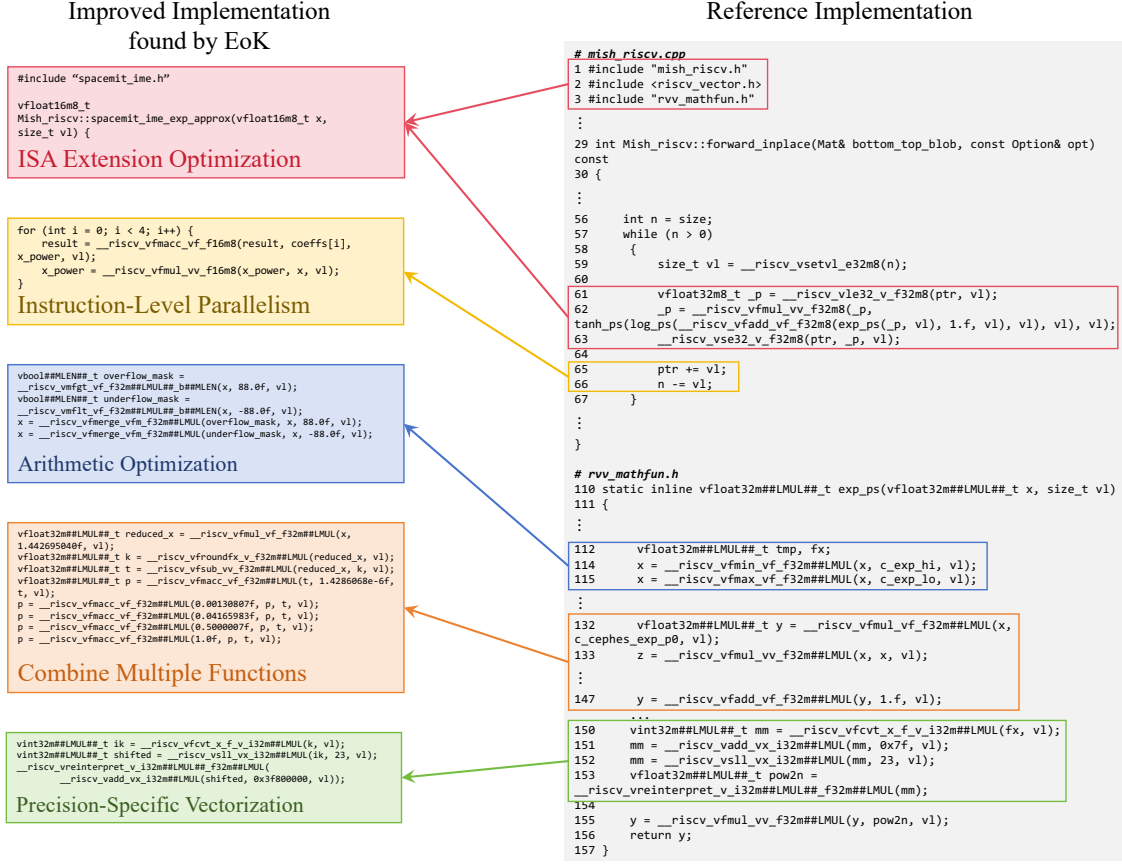 Improved Implementation
found by EoK
#include “spacemit_ime.h”
vfloat16m8_t
Mish_riscv::spacemit_ime_exp_approx(vfloat16m8_t x,
size_t vl) {
ISA Extension Optimization
for (int i = 0; i < 4; i++) {
result = __riscv_vfmacc_vf_f16m8(result, coeffs[i],
x_power, vl);
x_power = __riscv_vfmul_vv_f16m8(x_power, x, vl);
}
Instruction-Level Parallelism
vbool##MLEN##_t overflow_mask =
__riscv_vmfgt_vf_f32m##LMUL##_b##MLEN(x, 88.0f, vl);
vbool##MLEN##_t underflow_mask =
__riscv_vmflt_vf_f32m##LMUL##_b##MLEN(x, -88.0f, vl);
x = __riscv_vfmerge_vfm_f32m##LMUL(overflow_mask, x, 88.0f, vl);
x = __riscv_vfmerge_vfm_f32m##LMUL(underflow_mask, x, -88.0f, vl);
Arithmetic Optimization
vfloat32m##LMUL##_t reduced_x = __riscv_vfmul_vf_f32m##LMUL(x,
1.442695040f, vl);
vfloat32m##LMUL##_t k = __riscv_vfroundfx_v_f32m##LMUL(reduced_x, vl);
vfloat32m##LMUL##_t t = __riscv_vfsub_vv_f32m##LMUL(reduced_x, k, vl);
vfloat32m##LMUL##_t p = __riscv_vfmacc_vf_f32m##LMUL(t, 1.4286068e-6f,
t, vl);
p = __riscv_vfmacc_vf_f32m##LMUL(0.00130807f, p, t, vl);
p = __riscv_vfmacc_vf_f32m##LMUL(0.04165983f, p, t, vl);
p = __riscv_vfmacc_vf_f32m##LMUL(0.5000007f, p, t, vl);
p = __riscv_vfmacc_vf_f32m##LMUL(1.0f, p, t, vl);
Combine Multiple Functions
vint32m##LMUL##_t ik = __riscv_vfcvt_x_f_v_i32m##LMUL(k, vl);
vint32m##LMUL##_t shifted = __riscv_vsll_vx_i32m##LMUL(ik, 23, vl);
__riscv_vreinterpret_v_i32m##LMUL##_f32m##LMUL(
__riscv_vadd_vx_i32m##LMUL(shifted, 0x3f800000, vl));
Precision-Specific Vectorization
Reference Implementation
# mish_riscv.cpp
1 #include "mish_riscv.h"
2 #include <riscv_vector.h>
3 #include "rvv_mathfun.h"
⋮
29 int Mish_riscv::forward_inplace(Mat& bottom_top_blob, const Option& opt)
const
30 {
⋮
56 int n = size;
57 while (n > 0)
58 {
59 size_t vl = __riscv_vsetvl_e32m8(n);
60
61 vfloat32m8_t _p = __riscv_vle32_v_f32m8(ptr, vl);
62 _p = __riscv_vfmul_vv_f32m8(_p,
tanh_ps(log_ps(__riscv_vfadd_vf_f32m8(exp_ps(_p, vl), 1.f, vl), vl), vl), vl);
63 __riscv_vse32_v_f32m8(ptr, _p, vl);
64
65 ptr += vl;
66 n -= vl;
67 }
⋮
}
# rvv_mathfun.h
110 static inline vfloat32m##LMUL##_t exp_ps(vfloat32m##LMUL##_t x, size_t vl)
111 {
⋮
112 vfloat32m##LMUL##_t tmp, fx;
114 x = __riscv_vfmin_vf_f32m##LMUL(x, c_exp_hi, vl);
115 x = __riscv_vfmax_vf_f32m##LMUL(x, c_exp_lo, vl);
⋮
132 vfloat32m##LMUL##_t y = __riscv_vfmul_vf_f32m##LMUL(x,
c_cephes_exp_p0, vl);
133 z = __riscv_vfmul_vv_f32m##LMUL(x, x, vl);
⋮
147 y = __riscv_vfadd_vf_f32m##LMUL(y, 1.f, vl);
...
150 vint32m##LMUL##_t mm = __riscv_vfcvt_x_f_v_i32m##LMUL(fx, vl);
151 mm = __riscv_vadd_vx_i32m##LMUL(mm, 0x7f, vl);
152 mm = __riscv_vsll_vx_i32m##LMUL(mm, 23, vl);
153 vfloat32m##LMUL##_t pow2n =
__riscv_vreinterpret_v_i32m##LMUL##_f32m##LMUL(mm);
154
155 y = __riscv_vfmul_vv_f32m##LMUL(y, pow2n, vl);
156 return y;
157 }